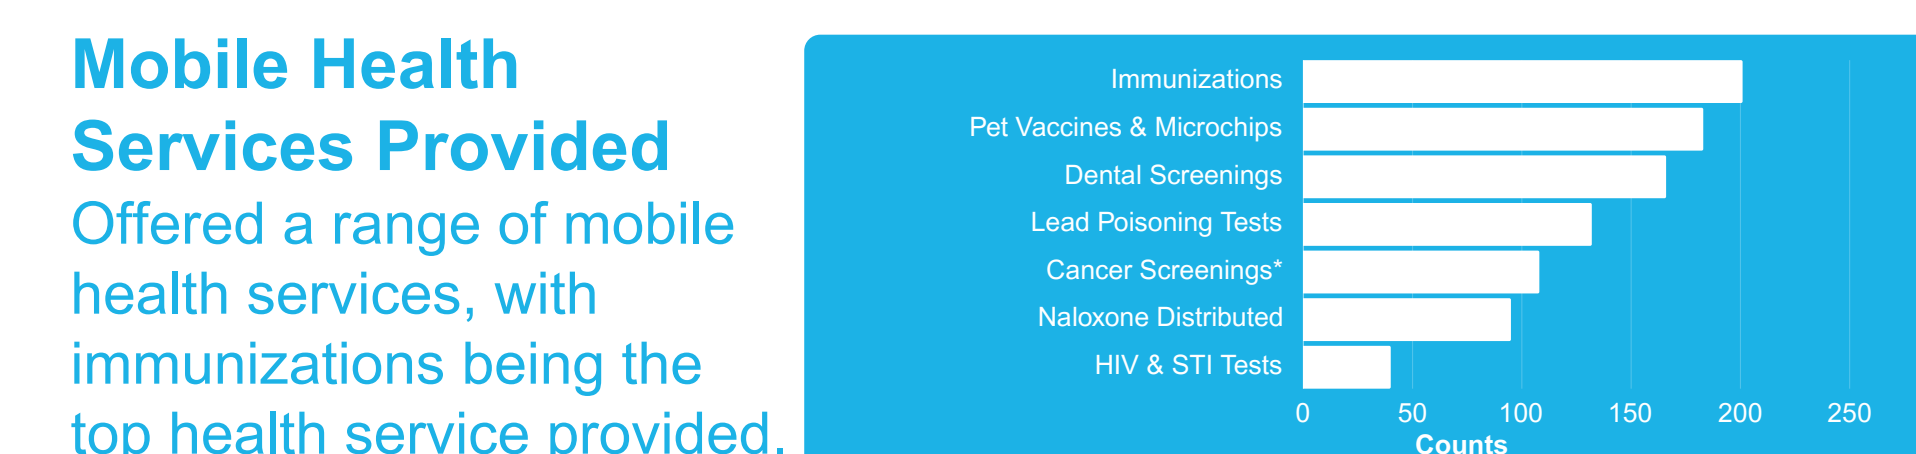 Mobile Health
Services Provided
Offered a range of mobile
health services, with
immunizations being the
top health service provided.
Immunizations
Pet Vaccines & Microchips
Dental Screenings
Lead Poisoning Tests
Cancer Screenings*
Naloxone Distributed
HIV & STI Tests
0 50 100 150 200 250
Counts